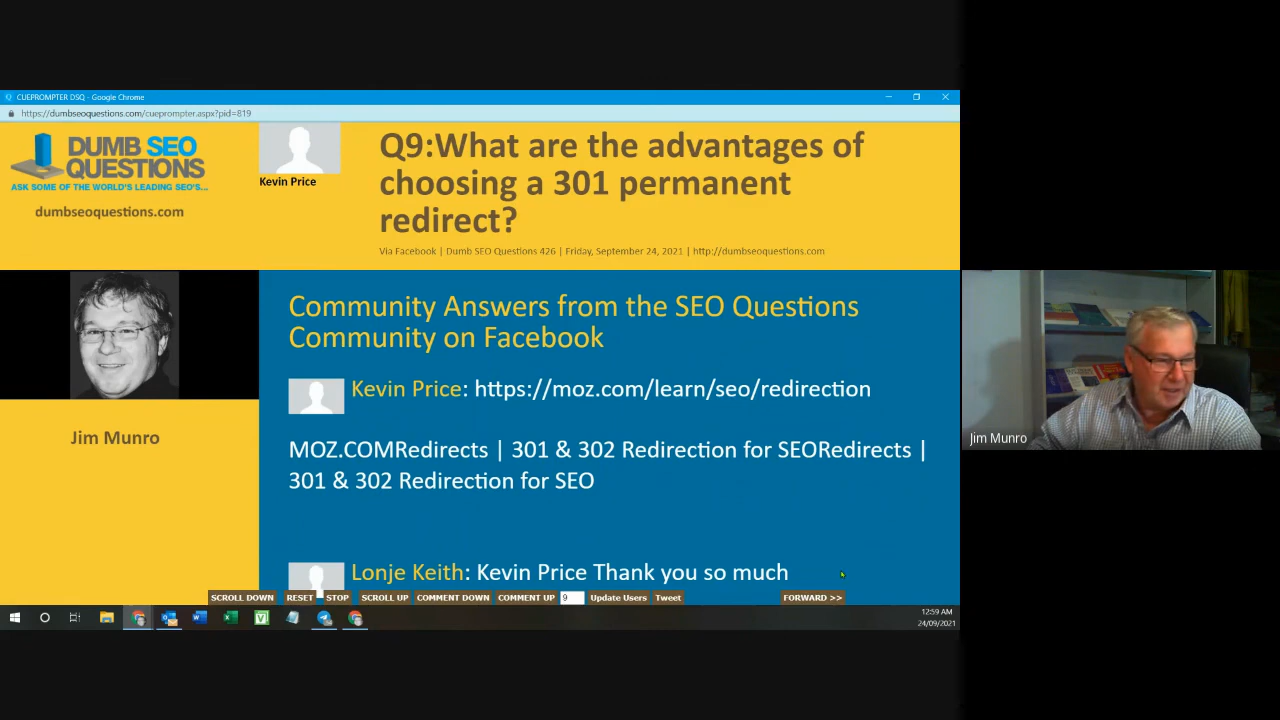 CUEPROMPTER DSQ - Google Chrome
https://dumbseoquestions.com/cueprompter.aspx?pid=819
DUMB SEO
QUESTIONS
ASK SOME OF THE WORLD'S LEADING SEO'S...
dumbseoquestions.com
Kevin Price
Q9:What are the advantages of
choosing a 301 permanent
redirect?
Via Facebook | Dumb SEO Questions 426 | Friday, September 24, 2021 | http://dumbseoquestions.com
Jim Munro
Community Answers from the SEO Questions
Community on Facebook
Kevin Price: https://moz.com/learn/seo/redirection
MOZ.COMRedirects | 301 & 302 Redirection for SEORedirects |
301 & 302 Redirection for SEO
Lonje Keith: Kevin Price Thank you so much
SCROLL DOWN RESET STOP SCROLL UP COMMENT DOWN COMMENT UP 9 Update Users Tweet FORWARD >>
12:59 AM
24/09/2021
Jim Munro